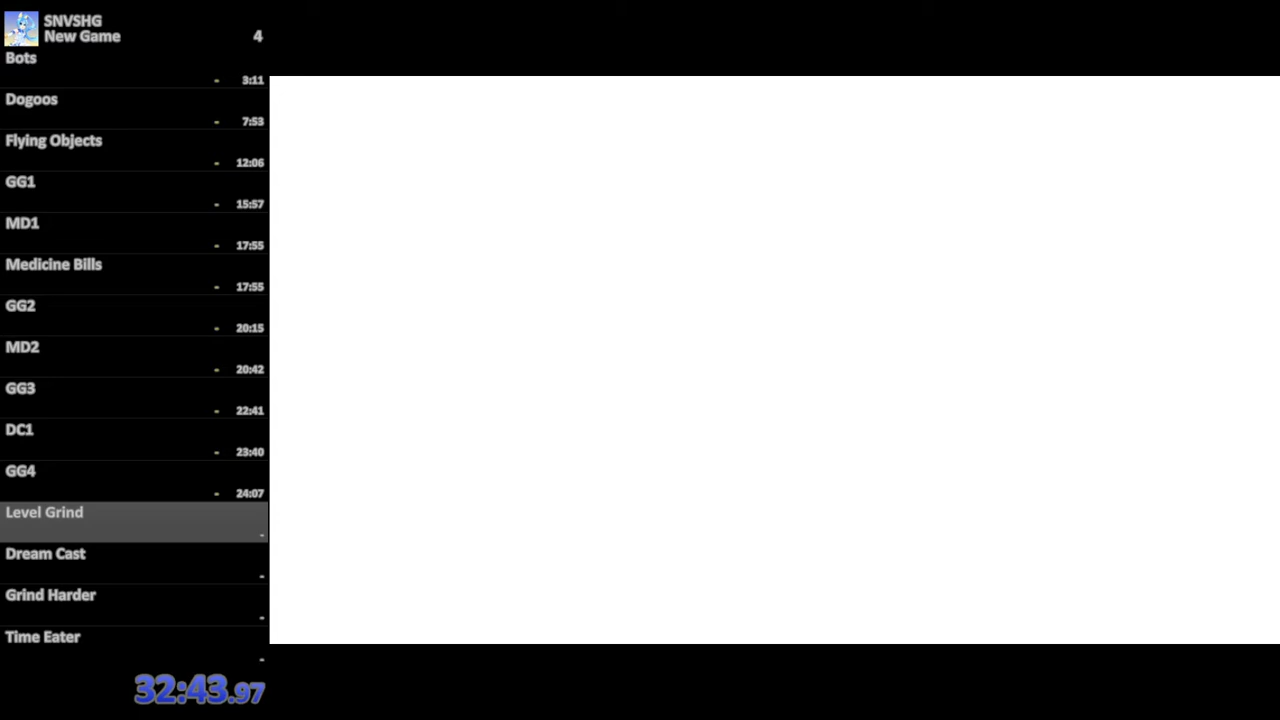 SNVSHG
New Game 4
Bots
- 3:11
Dogoos
- 7:53
Flying Objects
- 12:06
GG1
- 15:57
MD1
- 17:55
Medicine Bills
- 17:55
GG2
- 20:15
MD2
- 20:42
GG3
- 22:41
DC1
- 23:40
GG4
- 24:07
Level Grind
-
Dream Cast
-
Grind Harder
-
Time Eater
-
32:43.97